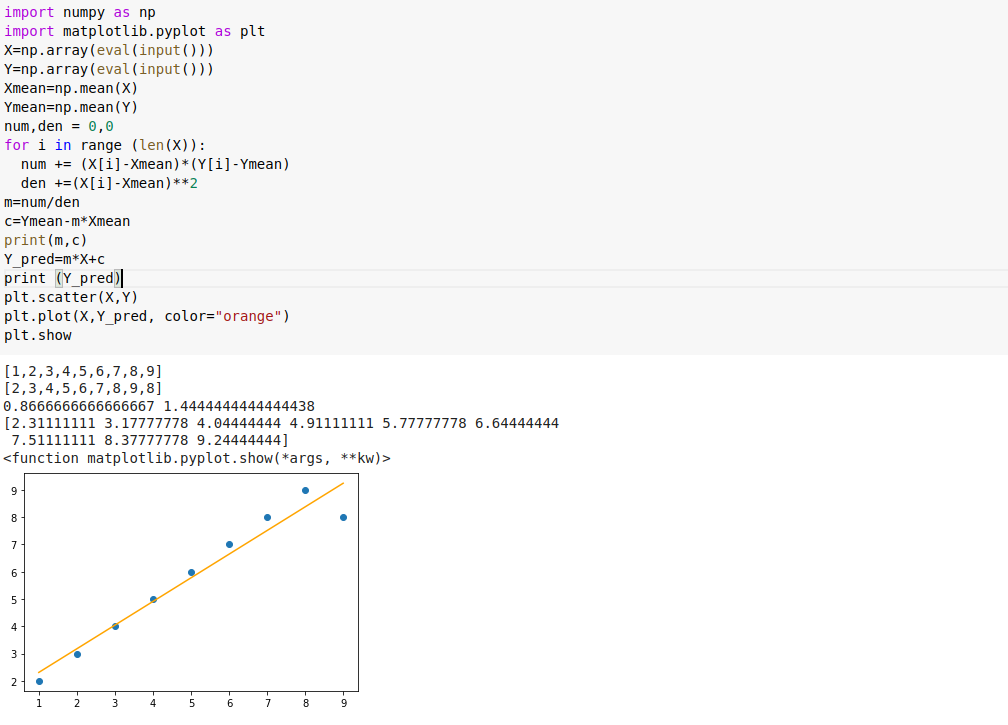 import numpy as np
import matplotlib.pyplot as plt
X=np.array(eval(input()))
Y=np.array(eval(input()))
Xmean=np.mean(X)
Ymean=np.mean(Y)
num,den = 0,0
for i in range (len(X)):
  num += (X[i]-Xmean)*(Y[i]-Ymean)
  den +=(X[i]-Xmean)**2
m=num/den
c=Ymean-m*Xmean
print(m,c)
Y_pred=m*X+c
print (Y_pred)
plt.scatter(X,Y)
plt.plot(X,Y_pred, color="orange")
plt.show
[1,2,3,4,5,6,7,8,9]
[2,3,4,5,6,7,8,9,8]
0.8666666666666667 1.4444444444444438
[2.31111111 3.17777778 4.04444444 4.91111111 5.77777778 6.64444444
 7.51111111 8.37777778 9.24444444]
<function matplotlib.pyplot.show(*args, **kw)>
9
8
7
6
5
4
3
2
1 2 3 4 5 6 7 8 9